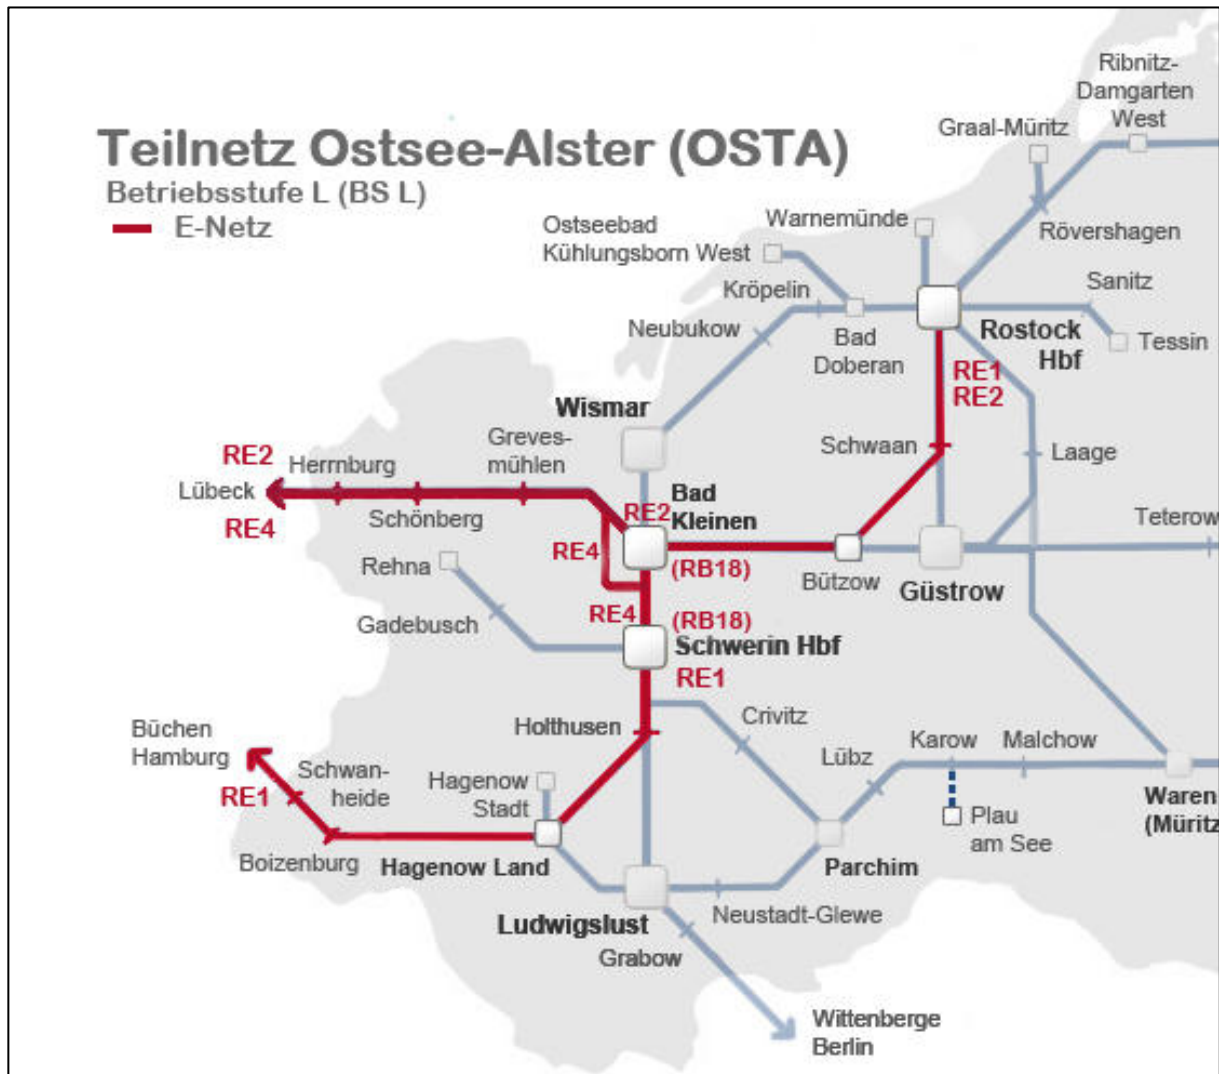 Teilnetz Ostsee-Alster (OSTA)
Betriebsstufe L (BS L)
E-Netz
Ribnitz-
Damgarten
West
Graal-Müritz
Rövershagen
Warnemünde
Ostseebad
Kühlungsborn West
Kröpelin
Neubukow
Bad
Doberan
Rostock
Hbf
Sanitz
Tessin
RE1
RE2
Wismar
Schwaan
Laage
Teterow
Greves-
mühlen
RE2
Herrnburg
Lübeck
Schönberg
RE4
RE2
Bad
Kleinen
RE4
(RB18)
Bützow
Güstrow
Rehna
Gadebusch
RE4
(RB18)
Schwerin Hbf
RE1
Holthusen
Crivitz
Büchen
Hamburg
RE1
Schwan-
heide
Hagenow
Stadt
Boizenburg
Hagenow Land
Lübz
Karow
Malchow
Plau
am See
Waren
(Müritz
Parchim
Ludwigslust
Neustadt-Glewe
Grabow
Wittenberge
Berlin